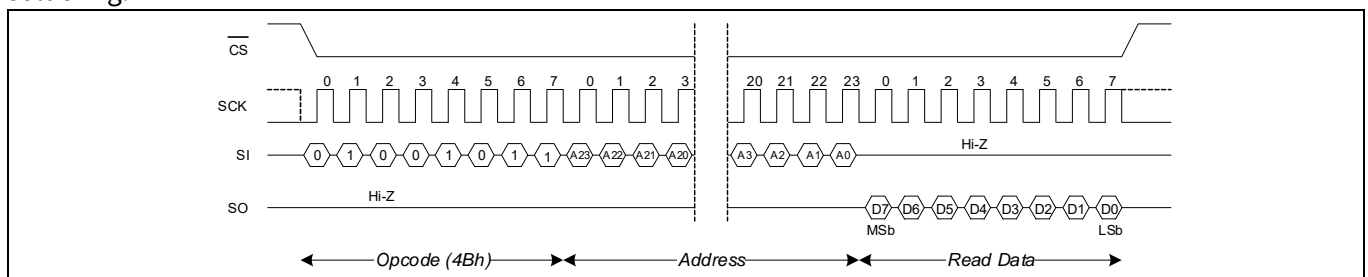 CS
0 1 2 3 4 5 6 7 0 1 2 3 20 21 22 23 0 1 2 3 4 5 6 7
SCK
SI 0 1 0 0 1 0 1 1 A23 A22 A21 A20 A3 A2 A1 A0 Hi-Z
Hi-Z
SO D7 D6 D5 D4 D3 D2 D1 D0
MSb LSb
Opcode (4Bh) Address Read Data